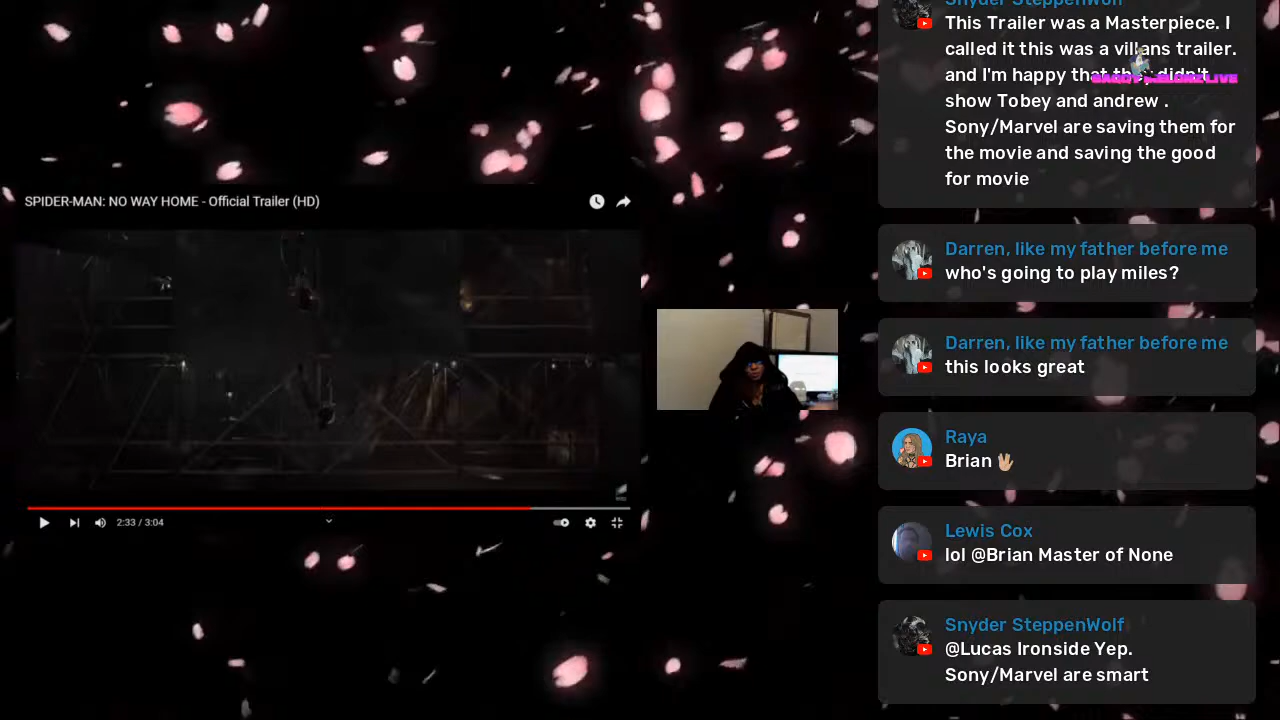 Snyder SteppenWolf
This Trailer was a Masterpiece. I
called it this was a villans trailer.
and I'm happy that they didn't
show Tobey and andrew .
Sony/Marvel are saving them for
the movie and saving the good
for movie
SPIDER-MAN: NO WAY HOME - Official Trailer (HD)
2:33 / 3:04
Darren, like my father before me
who's going to play miles?
Darren, like my father before me
this looks great
Raya
Brian 🖖🏽
Lewis Cox
lol @Brian Master of None
Snyder SteppenWolf
@Lucas Ironside Yep.
Sony/Marvel are smart